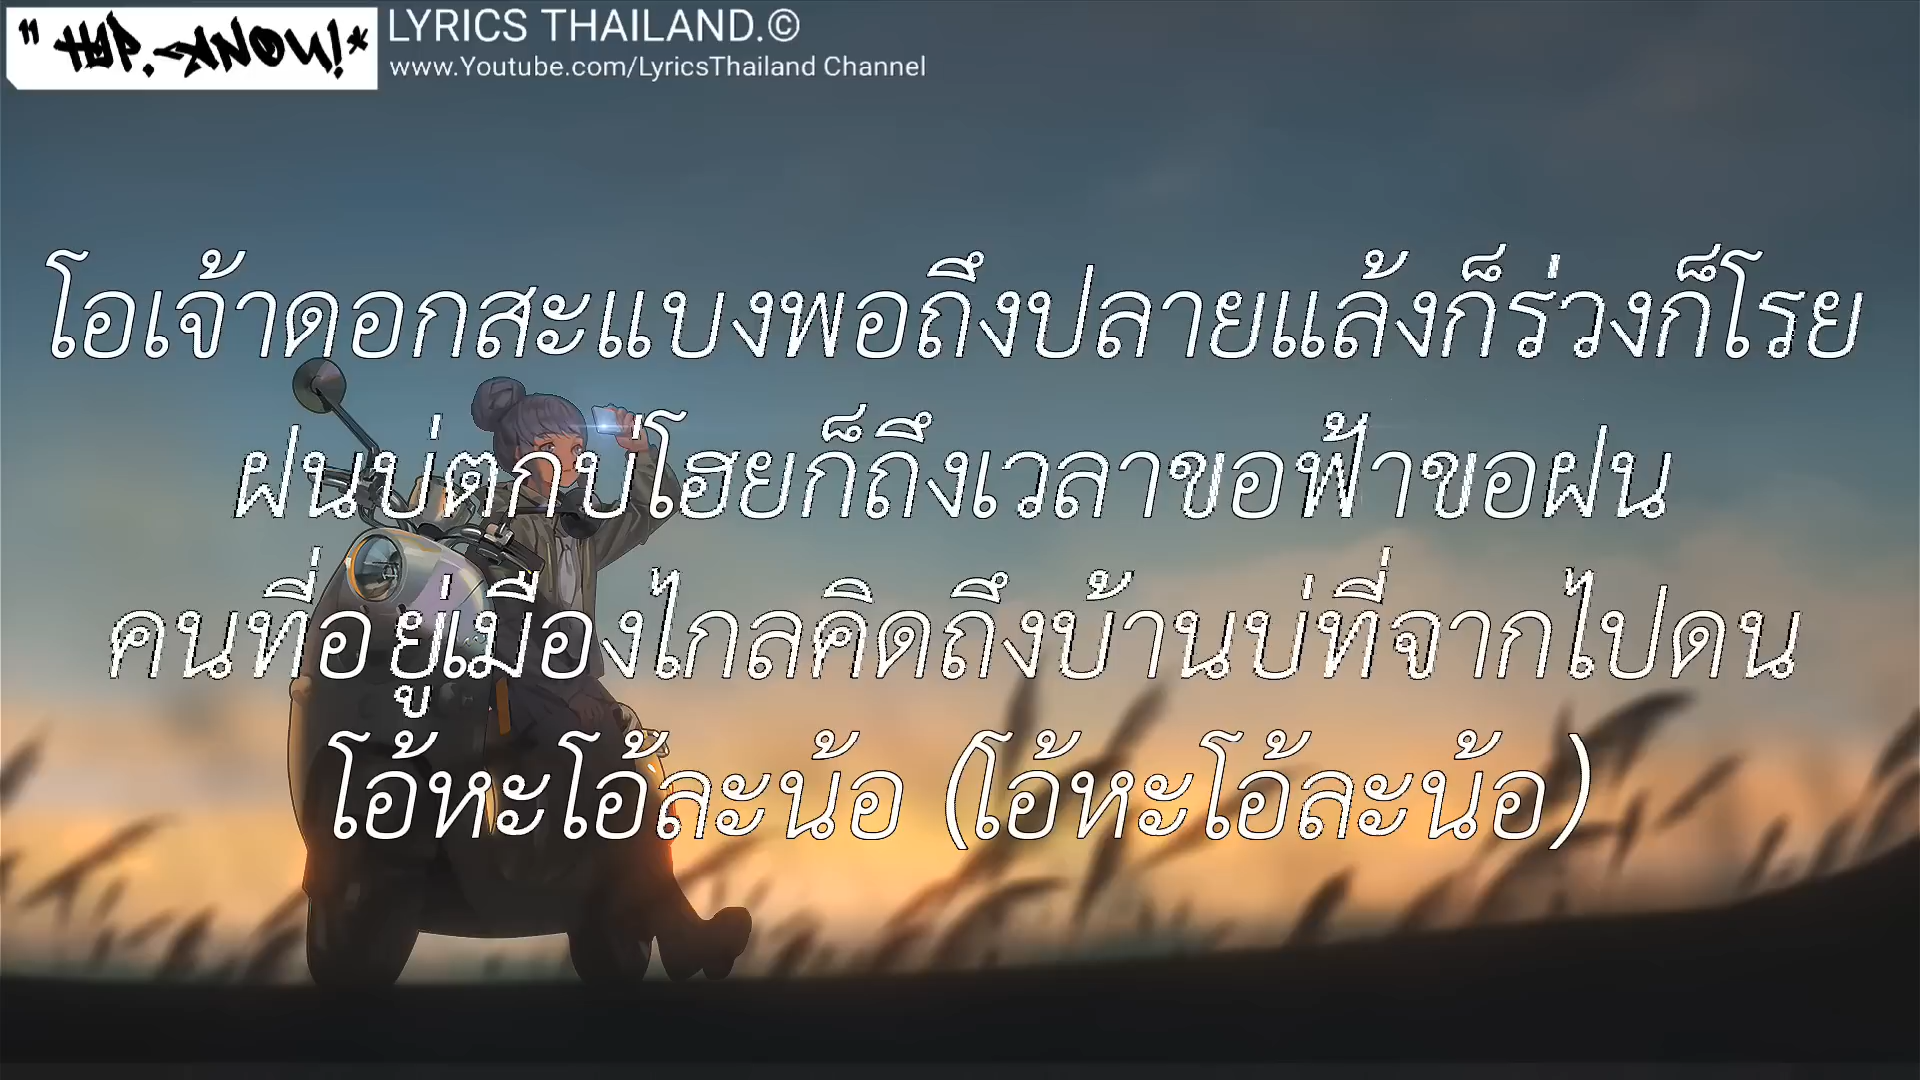 " HYP.-KNOW!*
LYRICS THAILAND.©
www.Youtube.com/LyricsThailand Channel
โอเจ้าดอกสะแบงพอถึงปลายแล้งก็ร่วงก็โรย
ฝนบ่ตกบ่โฮยก็ถึงเวลาขอฟ้าขอฝน
คนที่อยู่เมืองไกลคิดถึงบ้านบ่ที่จากไปดน
โอ้หะโอ้ละน้อ (โอ้หะโอ้ละน้อ)